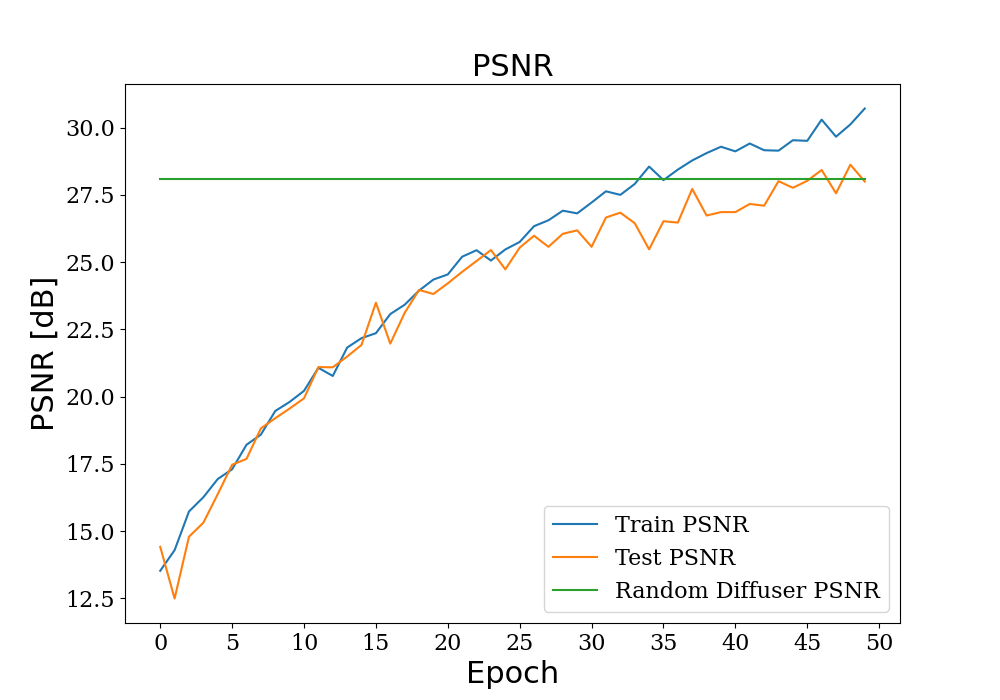 PSNR
30.0
27.5
25.0
22.5
20.0
17.5
15.0
12.5
PSNR [dB]
Train PSNR
Test PSNR
Random Diffuser PSNR
0 5 10 15 20 25 30 35 40 45 50
Epoch